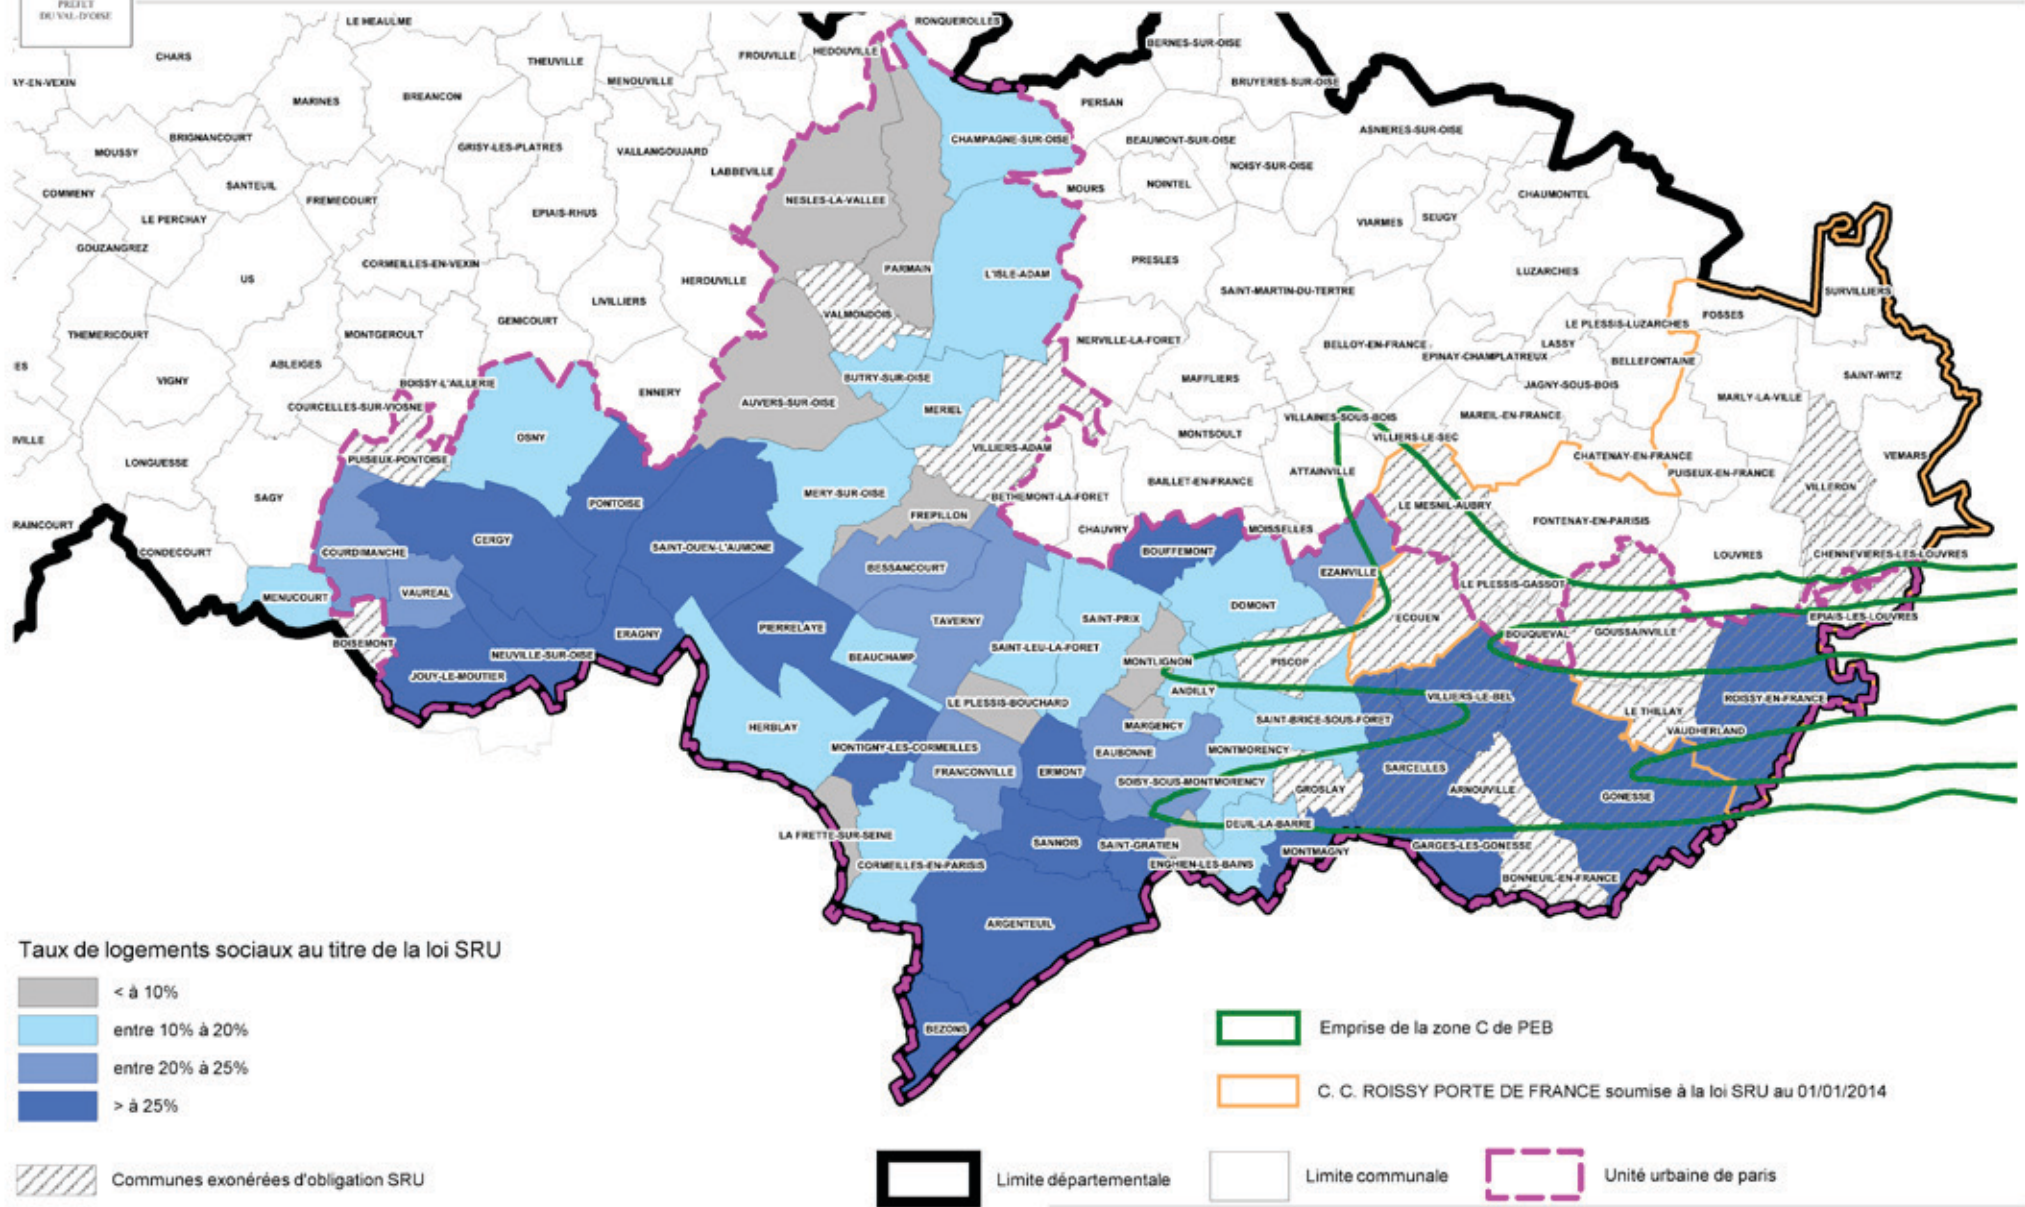 PREFET
DU VAL-D'OISE
LE HEAULME
RONQUEROLLES
CHARS
THEUVILLE
FROUVILLE
HEDOUVILLE
BERNES-SUR-OISE
AY-EN-VEXIN
MENOUVILLE
BRUYERES-SUR-OISE
MARINES
BREANCON
PERSAN
BRIGNANCOURT
CHAMPAGNE-SUR-OISE
BEAUMONT-SUR-OISE
ASNIERES-SUR-OISE
MOUSSY
GRISY-LES-PLATRES
VALLANGOUJARD
LABBEVILLE
NOISY-SUR-OISE
COMMENY
SANTEUIL
FREMECOURT
NESLES-LA-VALLEE
MOURS
NOINTEL
CHAUMONTEL
LE PERCHAY
EPIAIS-RHUS
VIARMES
SEUGY
GOUZANGREZ
CORMEILLES-EN-VEXIN
PARMAIN
L'ISLE-ADAM
PRESLES
LUZARCHES
US
HEROUVILLE
SAINT-MARTIN-DU-TERTRE
SURVILLIERS
LIVILLIERS
VALMONDOIS
FOSSES
THEMERICOURT
MONTGEROULT
GENICOURT
LE PLESSIS-LUZARCHES
NERVILLE-LA-FORET
BELLOY-EN-FRANCE
LASSY
EPINAY-CHAMPLATREUX
BELLEFONTAINE
ES
ABLEIGES
VIGNY
BOISSY-L'AILLERIE
BUTRY-SUR-OISE
MAFFLIERS
JAGNY-SOUS-BOIS
SAINT-WITZ
ENNERY
MARLY-LA-VILLE
COURCELLES-SUR-VIOSNE
AUVERS-SUR-OISE
MERIEL
VILLAINES-SOUS-BOIS
MAREIL-EN-FRANCE
IVILLE
OSNY
MONTSOULT
VILLIERS-LE-SEC
VILLIERS-ADAM
CHATENAY-EN-FRANCE
VEMARS
LONGUESSE
PUISEUX-PONTOISE
ATTAINVILLE
PUISEUX-EN-FRANCE
BAILLET-EN-FRANCE
VILLERON
SAGY
PONTOISE
MERY-SUR-OISE
BETHEMONT-LA-FORET
LE MESNIL-AUBRY
FREPILLON
RAINCOURT
CHAUVRY
MOISSELLES
FONTENAY-EN-PARISIS
CONDECOURT
COURDIMANCHE
CERGY
SAINT-OUEN-L'AUMONE
BOUFFEMONT
LOUVRES
CHENNEVIERES-LES-LOUVRES
BESSANCOURT
EZANVILLE
LE PLESSIS-GASSOT
MENUCOURT
VAUREAL
DOMONT
ECOUEN
EPIAIS-LES-LOUVRES
PIERRELAYE
TAVERNY
SAINT-PRIX
ERAGNY
BOUQUEVAL
GOUSSAINVILLE
BOISEMONT
NEUVILLE-SUR-OISE
BEAUCHAMP
SAINT-LEU-LA-FORET
MONTLIGNON
PISCOP
JOUY-LE-MOUTIER
ANDILLY
VILLIERS-LE-BEL
ROISSY-EN-FRANCE
LE PLESSIS-BOUCHARD
LE THILLAY
HERBLAY
MARGENCY
SAINT-BRICE-SOUS-FORET
VAUDHERLAND
MONTIGNY-LES-CORMEILLES
EAUBONNE
MONTMORENCY
FRANCONVILLE
ERMONT
SARCELLES
SOISY-SOUS-MONTMORENCY
GROSLAY
ARNOUVILLE
GONESSE
LA FRETTE-SUR-SEINE
DEUIL-LA-BARRE
SANNOIS
SAINT-GRATIEN
MONTMAGNY
GARGES-LES-GONESSE
CORMEILLES-EN-PARISIS
ENGHIEN-LES-BAINS
BONNEUIL-EN-FRANCE
ARGENTEUIL
BEZONS
Taux de logements sociaux au titre de la loi SRU
< à 10%
entre 10% à 20%
entre 20% à 25%
> à 25%
Communes exonérées d'obligation SRU
Emprise de la zone C de PEB
C. C. ROISSY PORTE DE FRANCE soumise à la loi SRU au 01/01/2014
Limite départementale
Limite communale
Unité urbaine de paris